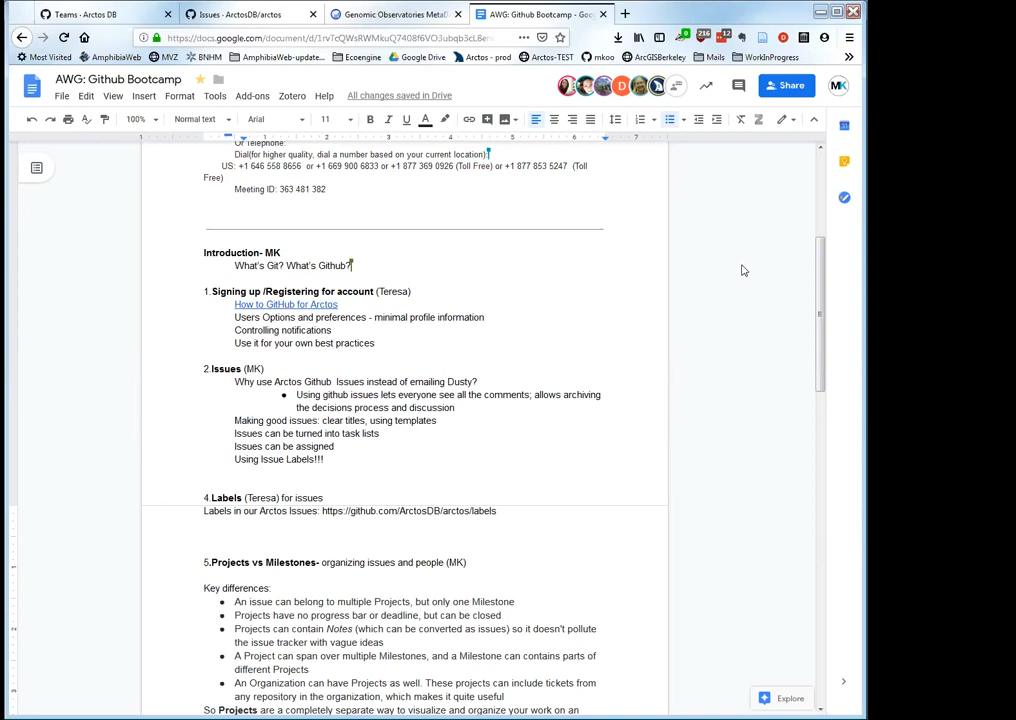 Teams · Arctos DB
Issues · ArctosDB/arctos
Genomic Observatories MetaD
AWG: Github Bootcamp - Goo
https://docs.google.com/document/d/1rvTcQWsRWMkuQ7408f6VO3ubqb3cL8em
216
12
Most Visited
AmphibiaWeb
MVZ
BNHM
AmphibiaWeb-update...
Ecoengine
Google Drive
Arctos - prod
Arctos-TEST
mkoo
ArcGISBerkeley
Mails
WorkInProgress
AWG: Github Bootcamp
File Edit View Insert Format Tools Add-ons Zotero Help All changes saved in Drive
Share
MK
100% Normal text Arial 11
Or Telephone:
Dial(for higher quality, dial a number based on your current location):
US: +1 646 558 8656 or +1 669 900 6833 or +1 877 369 0926 (Toll Free) or +1 877 853 5247 (Toll
Free)
Meeting ID: 363 481 382
Introduction- MK
What's Git? What's Github?
1.Signing up /Registering for account (Teresa)
How to GitHub for Arctos
Users Options and preferences - minimal profile information
Controlling notifications
Use it for your own best practices
2.Issues (MK)
Why use Arctos Github Issues instead of emailing Dusty?
● Using github issues lets everyone see all the comments; allows archiving
the decisions process and discussion
Making good issues: clear titles, using templates
Issues can be turned into task lists
Issues can be assigned
Using Issue Labels!!!
4.Labels (Teresa) for issues
Labels in our Arctos Issues: https://github.com/ArctosDB/arctos/labels
5.Projects vs Milestones- organizing issues and people (MK)
Key differences:
● An issue can belong to multiple Projects, but only one Milestone
● Projects have no progress bar or deadline, but can be closed
● Projects can contain Notes (which can be converted as issues) so it doesn't pollute
the issue tracker with vague ideas
● A Project can span over multiple Milestones, and a Milestone can contains parts of
different Projects
● An Organization can have Projects as well. These projects can include tickets from
any repository in the organization, which makes it quite useful
So Projects are a completely separate way to visualize and organize your work on an
Explore